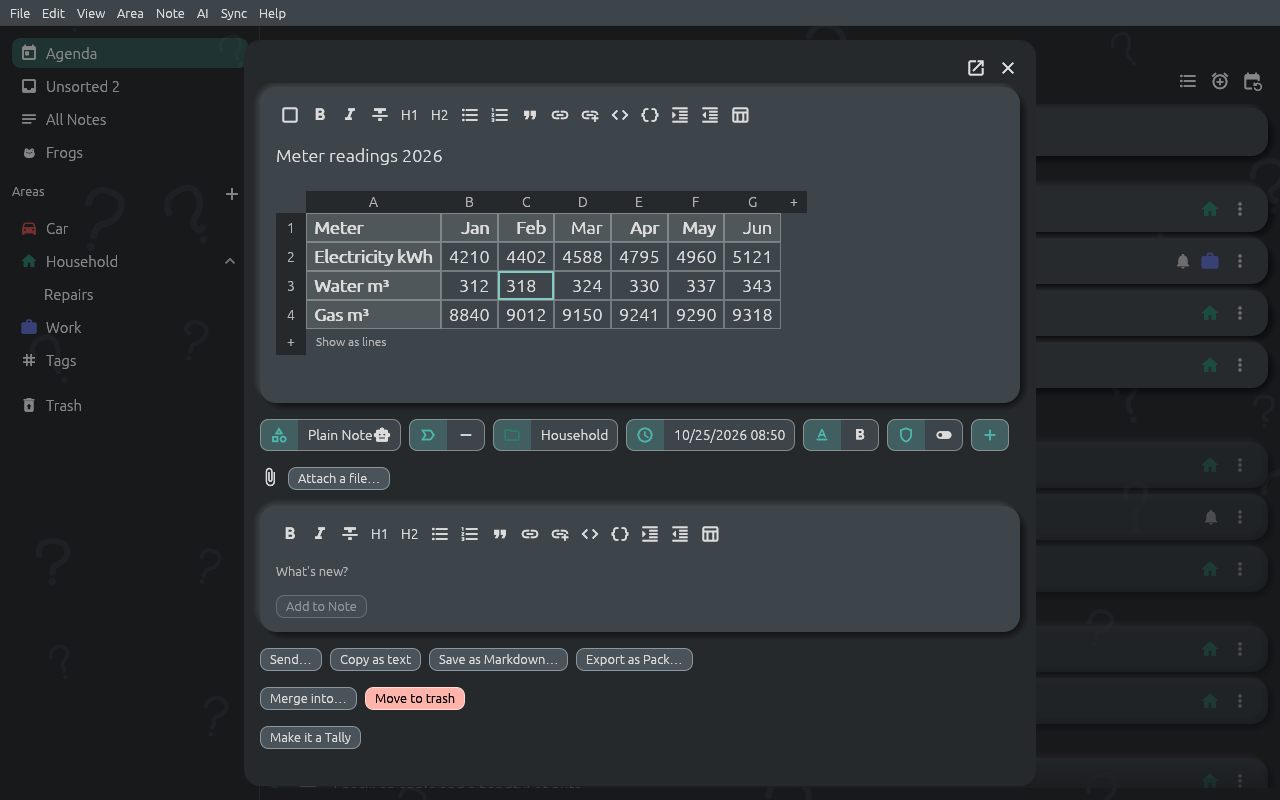 File Edit View Area Note AI Sync Help
Agenda
Unsorted 2
All Notes
Frogs
Areas +
Car
Household
Repairs
Work
Tags
Trash
B I S H1 H2
Meter readings 2026
A B C D E F G +
1 Meter Jan Feb Mar Apr May Jun
2 Electricity kWh 4210 4402 4588 4795 4960 5121
3 Water m³ 312 318 324 330 337 343
4 Gas m³ 8840 9012 9150 9241 9290 9318
+ Show as lines
Plain Note Household 10/25/2026 08:50 A B +
Attach a file…
B I S H1 H2
What's new?
Add to Note
Send… Copy as text Save as Markdown… Export as Pack…
Merge into… Move to trash
Make it a Tally